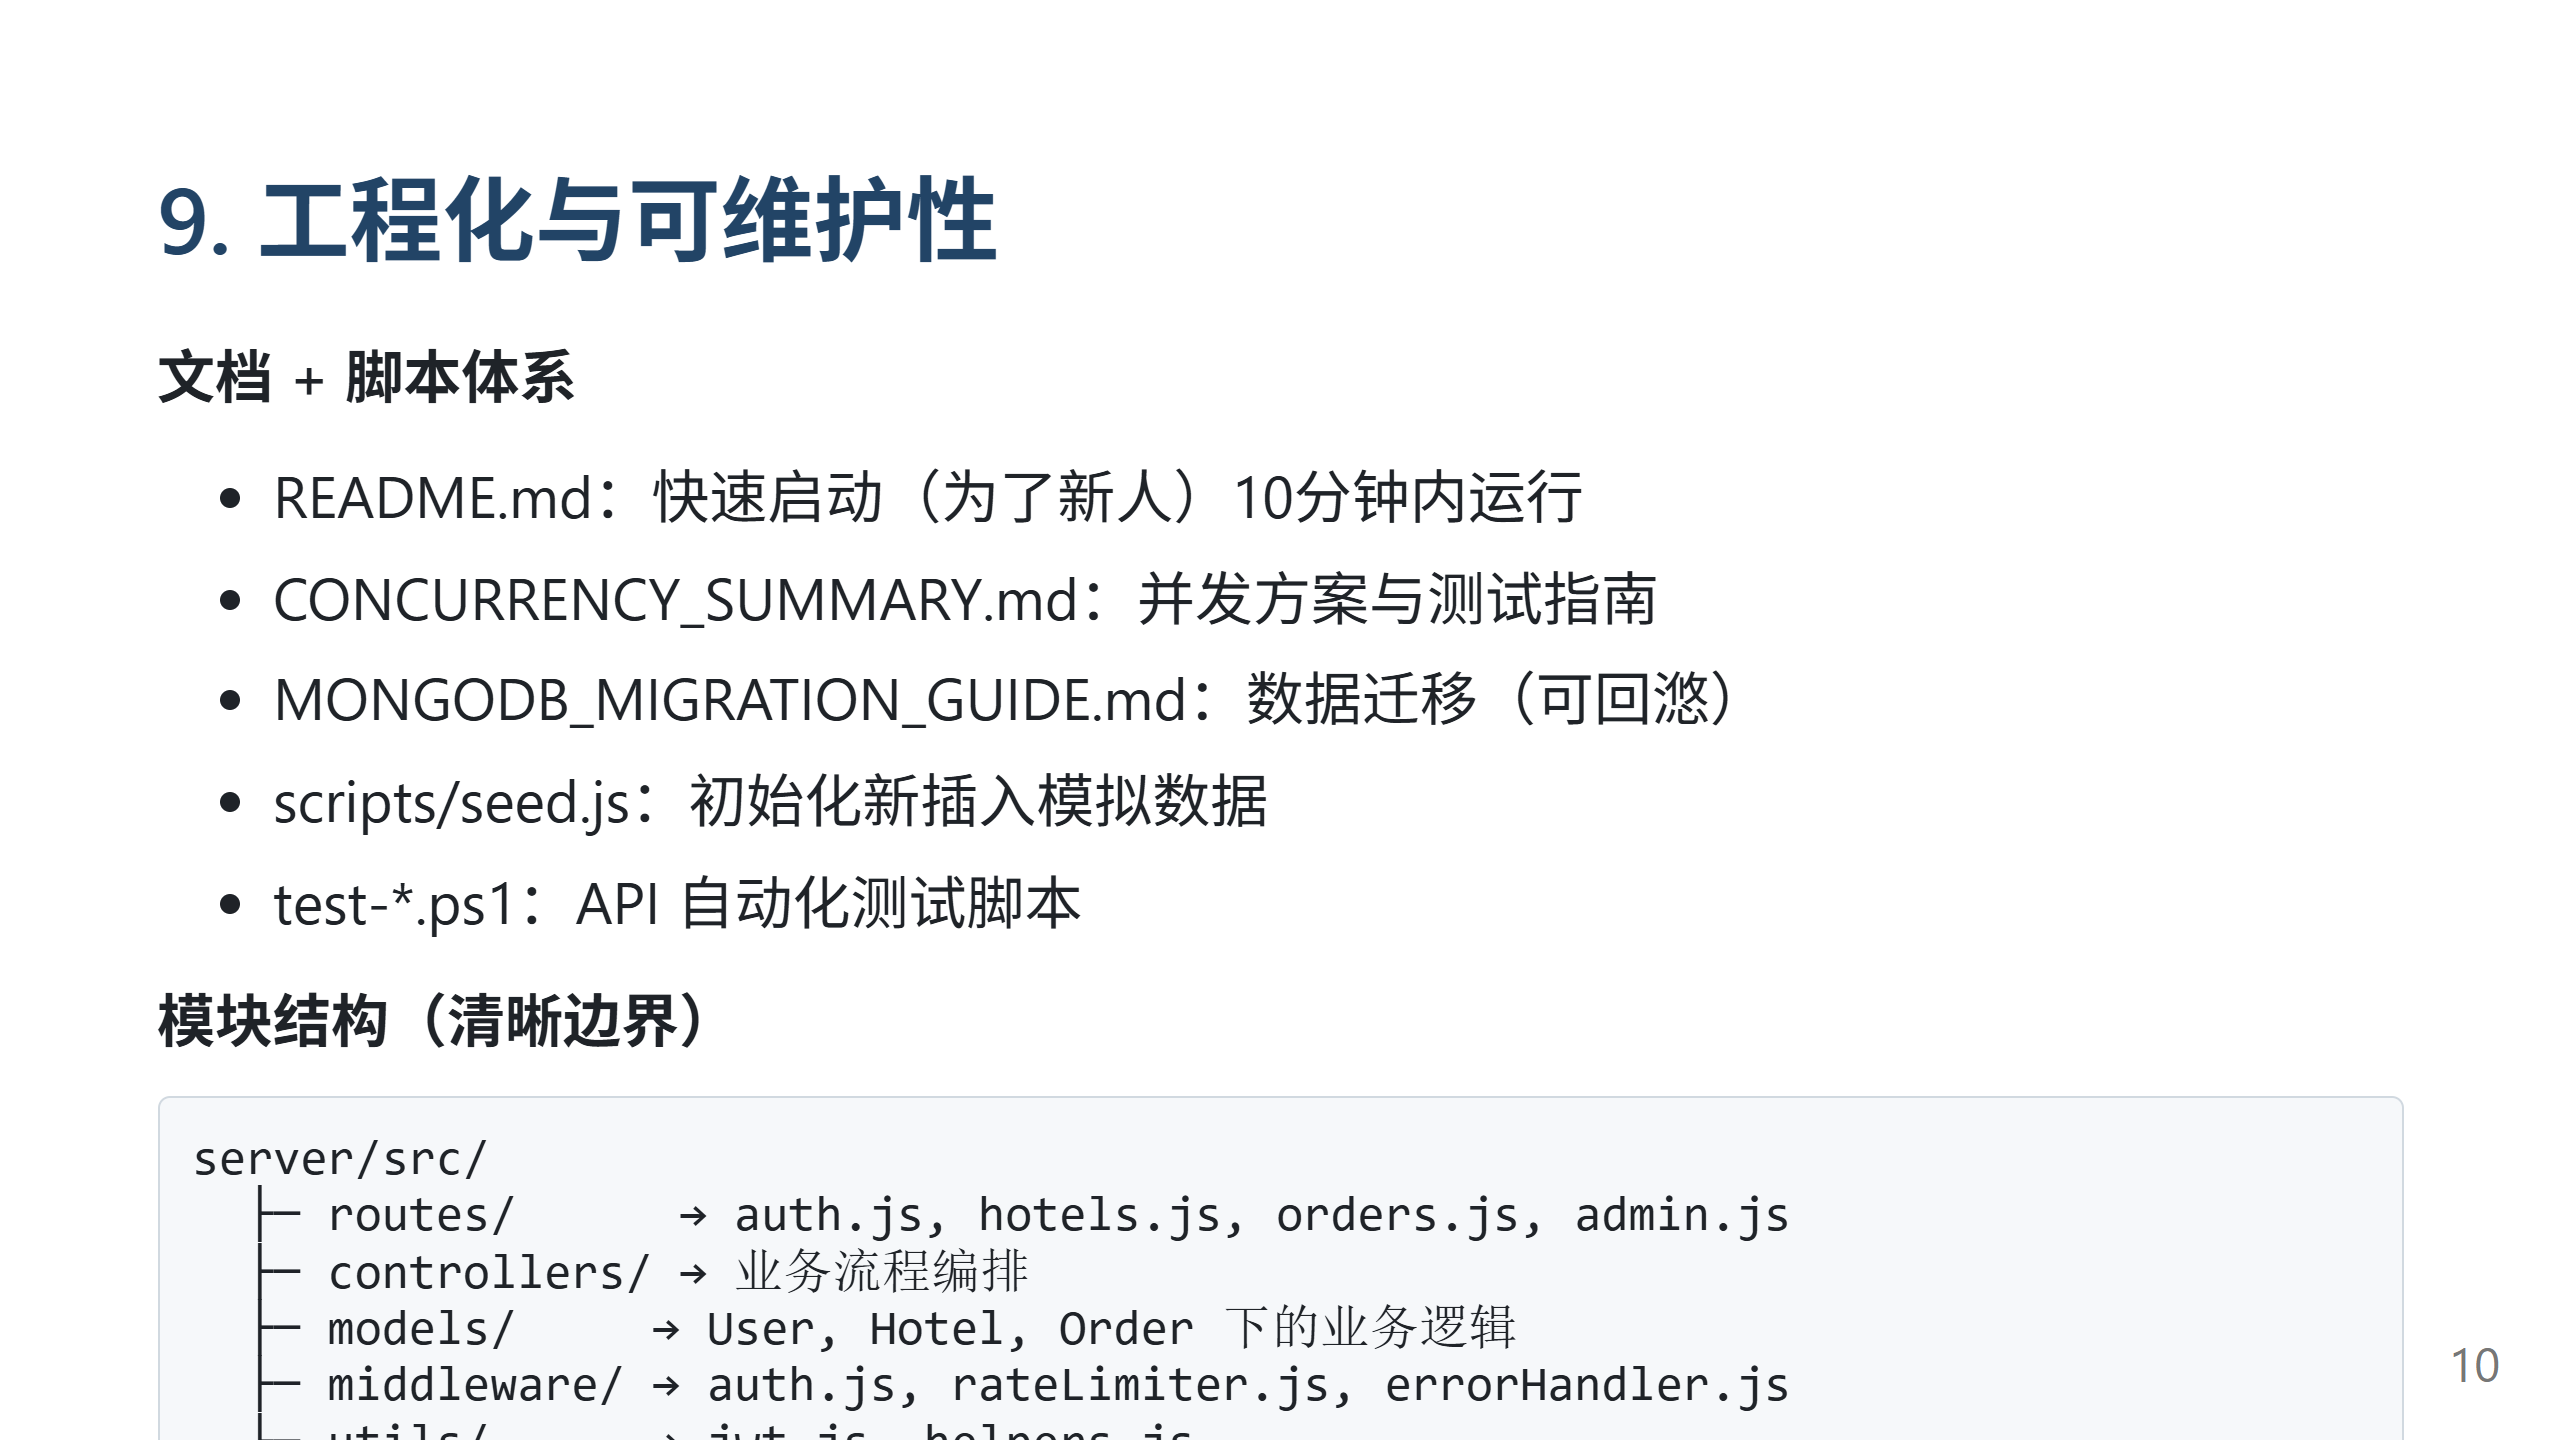 9. 工程化与可维护性
文档 + 脚本体系
• README.md：快速启动（为了新人）10分钟内运行
• CONCURRENCY_SUMMARY.md：并发方案与测试指南
• MONGODB_MIGRATION_GUIDE.md：数据迁移（可回滺）
• scripts/seed.js：初始化新插入模拟数据
• test-*.ps1：API 自动化测试脚本
模块结构（清晰边界）
server/src/
├─ routes/ → auth.js, hotels.js, orders.js, admin.js
├─ controllers/ → 业务流程编排
├─ models/ → User, Hotel, Order 下的业务逻辑
├─ middleware/ → auth.js, rateLimiter.js, errorHandler.js
├─ utils/ → jwt.js, helpers.js
10